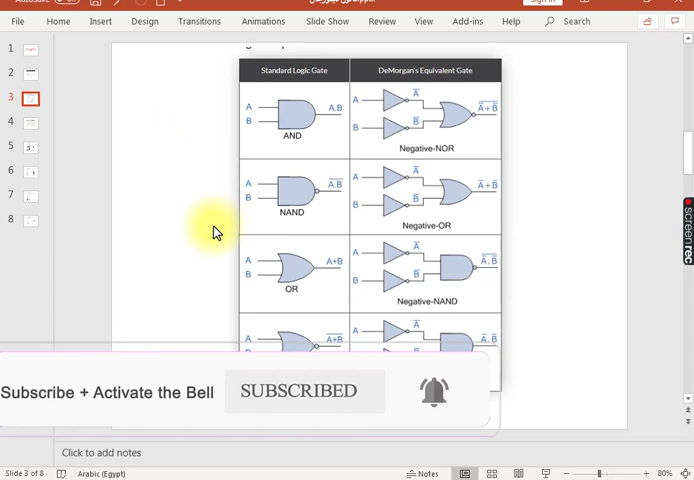 File Home Insert Design Transitions Animations Slide Show Review View Add-ins Help Search
1
2
3
4
5
6
7
8
Standard Logic Gate DeMorgan's Equivalent Gate
A B A.B
AND
A B A̅ B̅ A̅+B̅
Negative-NOR
A B A.B
NAND
A B A̅ B̅ A̅+B̅
Negative-OR
A B A+B
OR
A B A̅ B̅ A̅.B̅
Negative-NAND
A A+B
A A̅ A̅.B̅
Subscribe + Activate the Bell SUBSCRIBED
screenrec
Click to add notes
Slide 3 of 8 Arabic (Egypt) Notes 80%